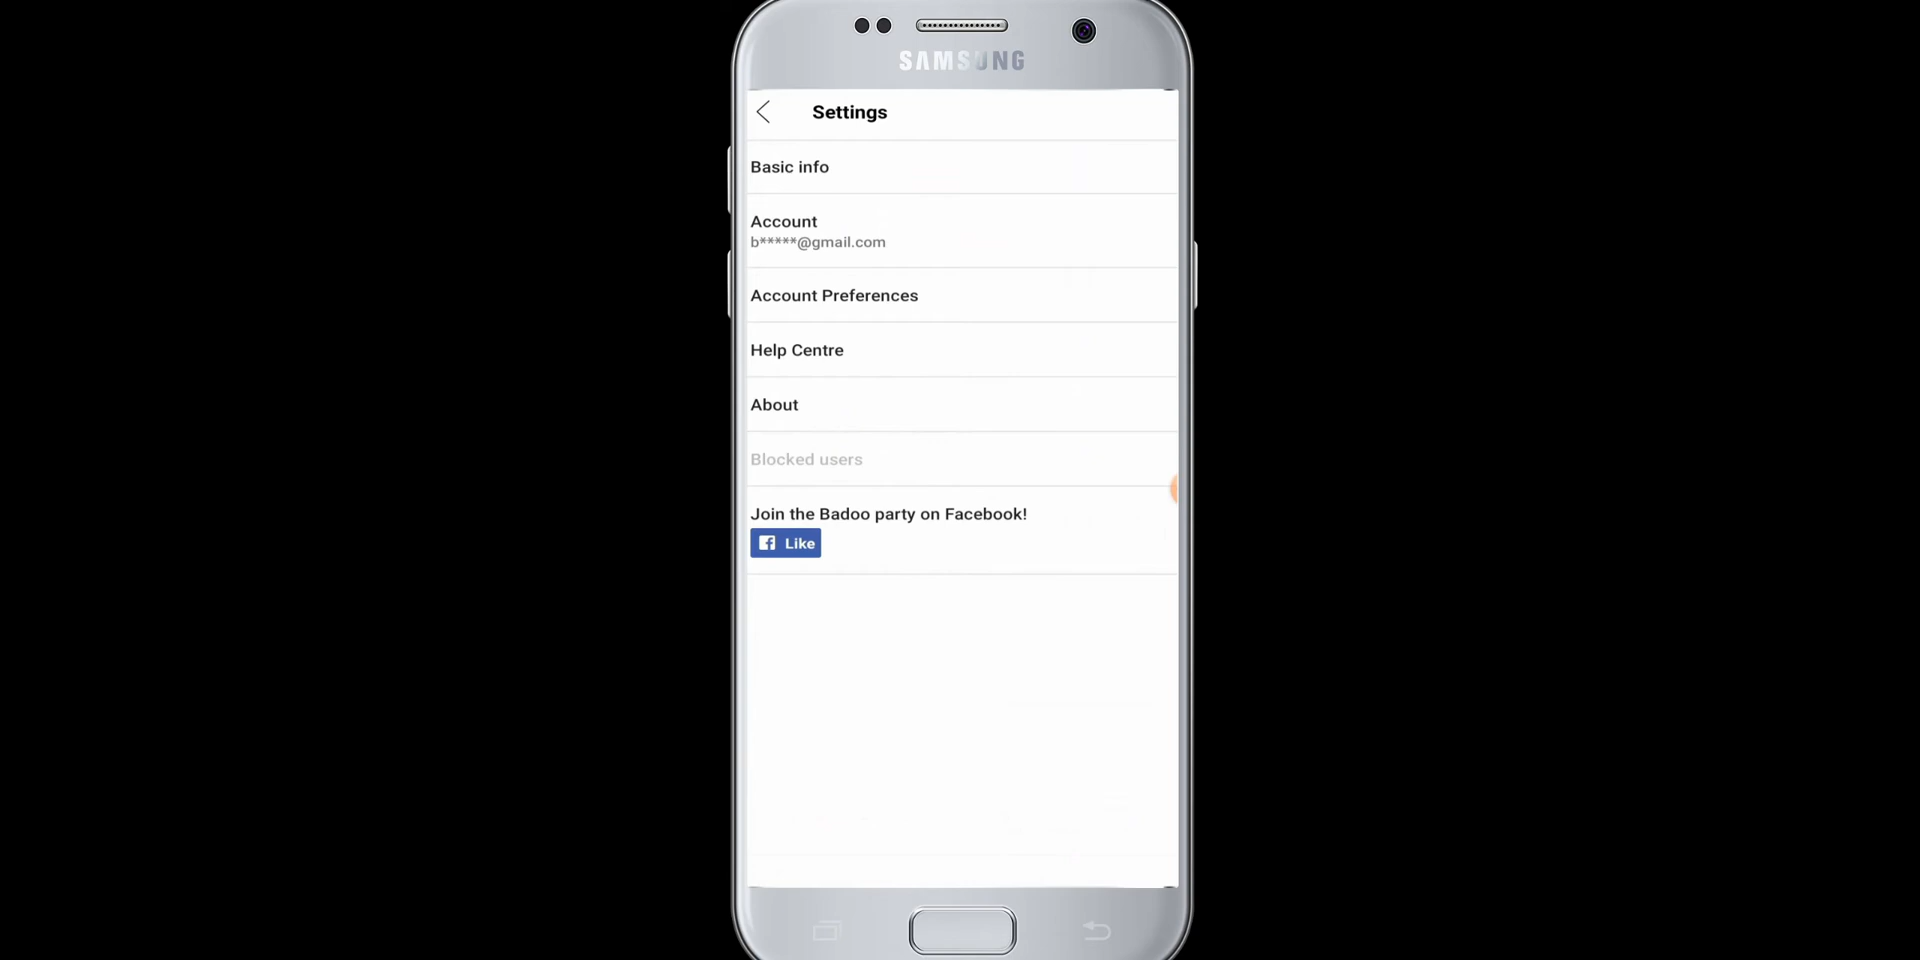 SAMSUNG
Settings
Basic info
Account
b*****@gmail.com
Account Preferences
Help Centre
About
Blocked users
Join the Badoo party on Facebook!
Like